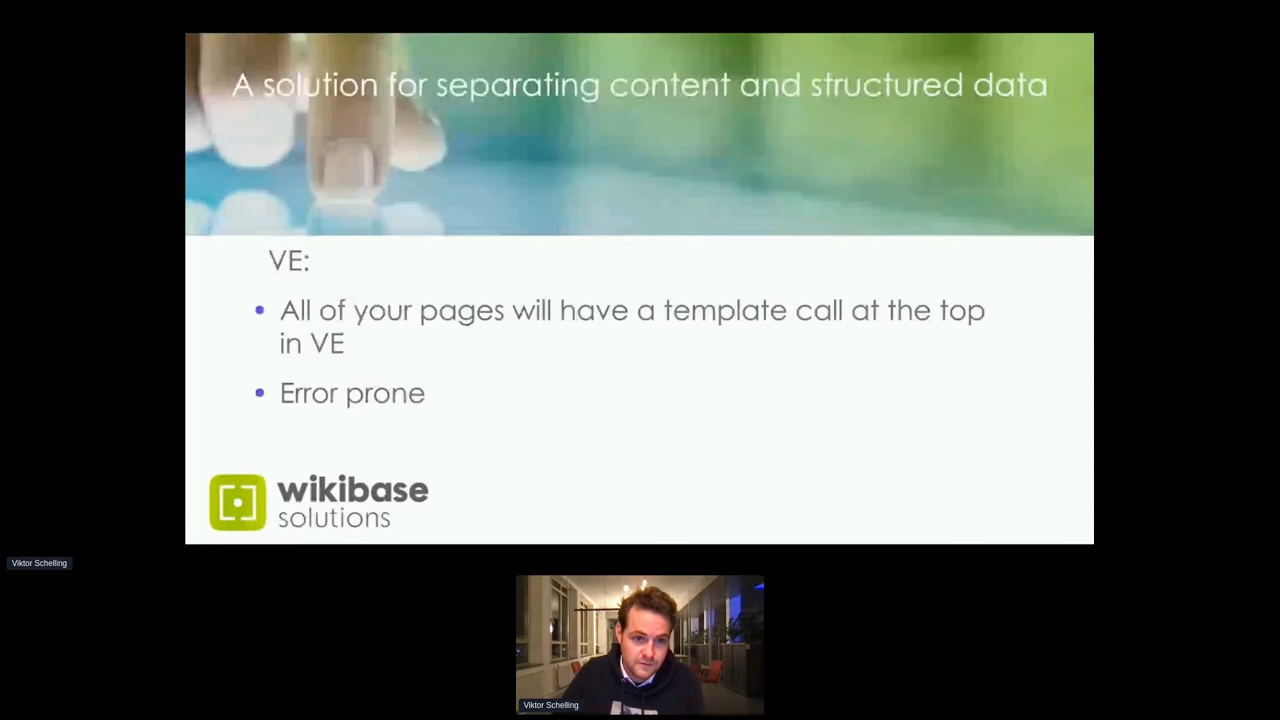 A solution for separating content and structured data
VE:
• All of your pages will have a template call at the top
in VE
• Error prone
wikibase
solutions
Viktor Schelling
Viktor Schelling